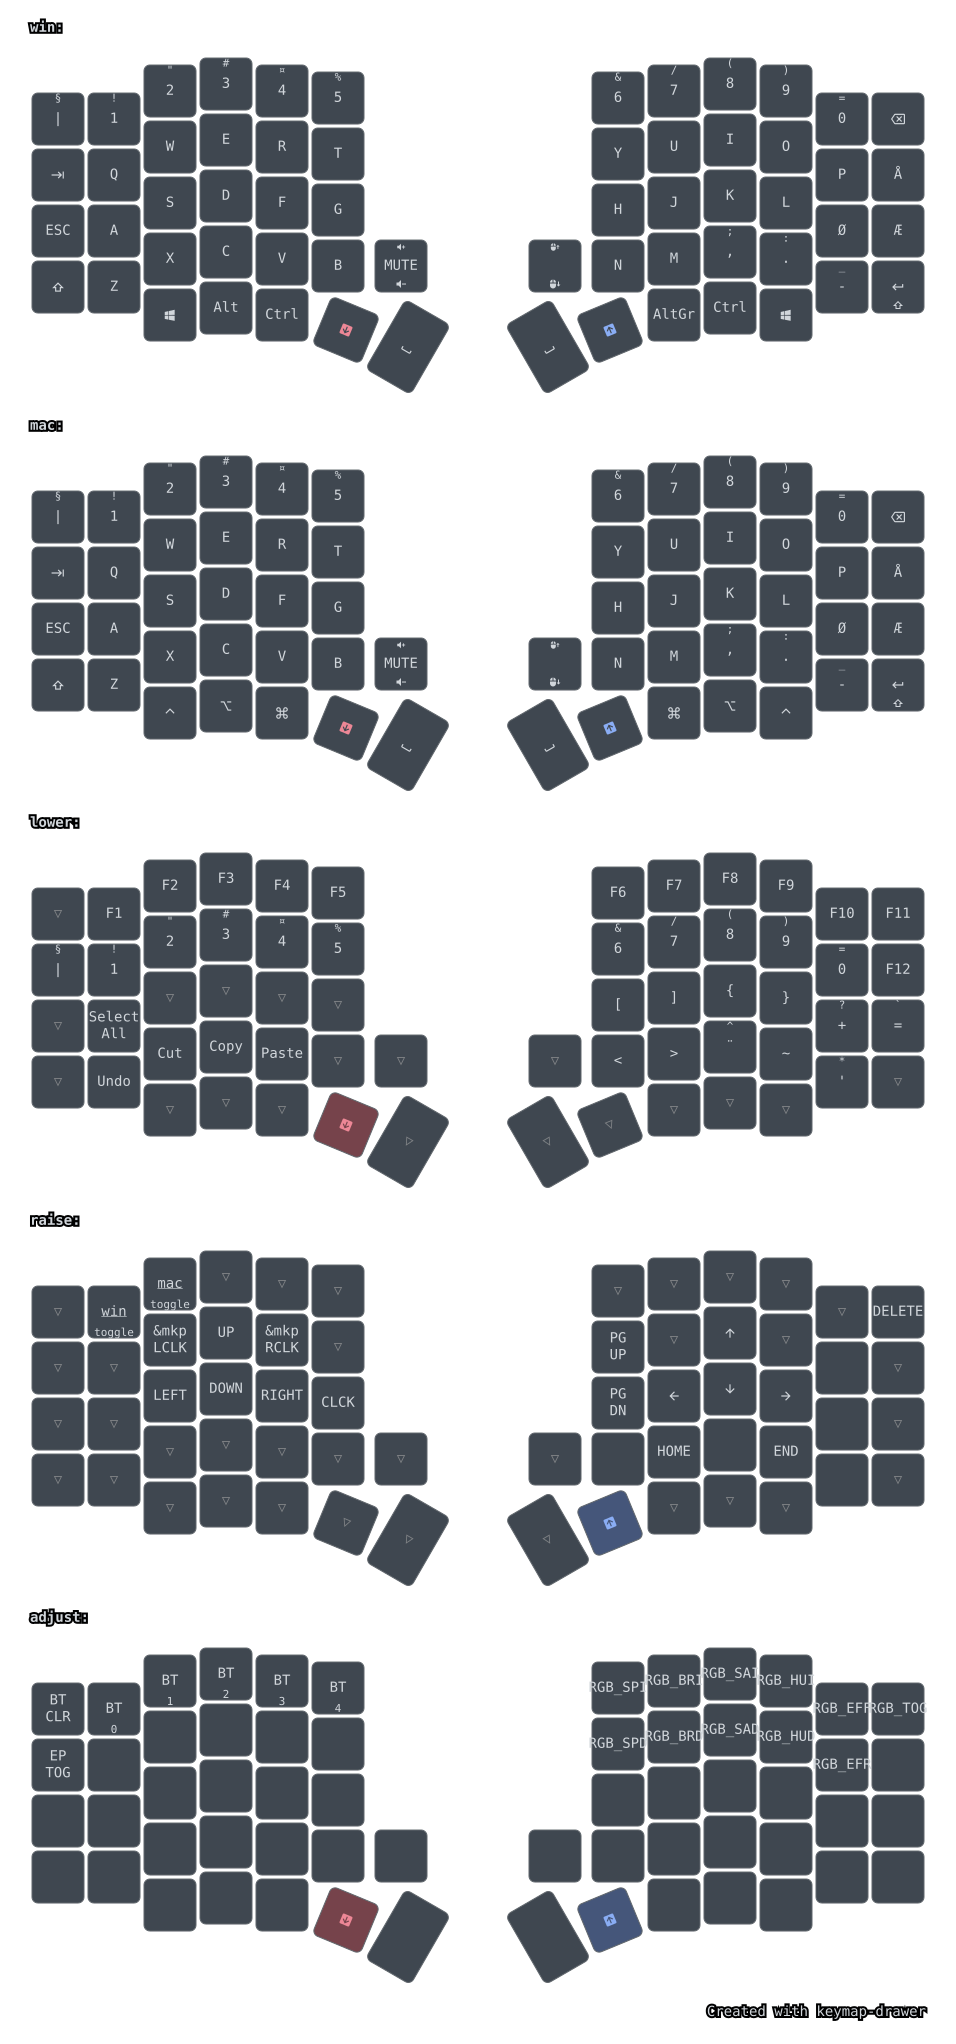 win:
" # ¤ % & / ( )
§ ! 2 3 4 5 6 7 8 9 =
| 1 0
W E R T Y U I O
Q P Å
S D F G H J K L
ESC A Ø Æ
X C V B MUTE N M ; , : . _ -
Z
Alt Ctrl AltGr Ctrl
mac:
" # ¤ % & / ( )
§ ! 2 3 4 5 6 7 8 9 =
| 1 0
W E R T Y U I O
Q P Å
S D F G H J K L
ESC A Ø Æ
X C V B MUTE N M ; , : . _ -
Z
^ ⌥ ⌘ ⌘ ⌥ ^
lower:
F2 F3 F4 F5 F6 F7 F8 F9
F1 F10 F11
" # ¤ % & / ( )
§ ! 2 3 4 5 6 7 8 9 =
| 1 0 F12
[ ] { }
Select ? `
All + =
Cut Copy Paste < > ^ ¨ ~
Undo * '
raise:
mac
toggle
win DELETE
toggle
&mkp UP &mkp PG ↑
LCLK RCLK UP
LEFT DOWN RIGHT CLCK PG ← ↓ →
DN
HOME END
adjust:
BT BT BT BT RGB_SPI RGB_BRI RGB_SAI RGB_HUI
1 2 3 4
BT BT RGB_EFF RGB_TOG
CLR 0
RGB_SPD RGB_BRD RGB_SAD RGB_HUD
EP RGB_EFR
TOG
Created with keymap-drawer